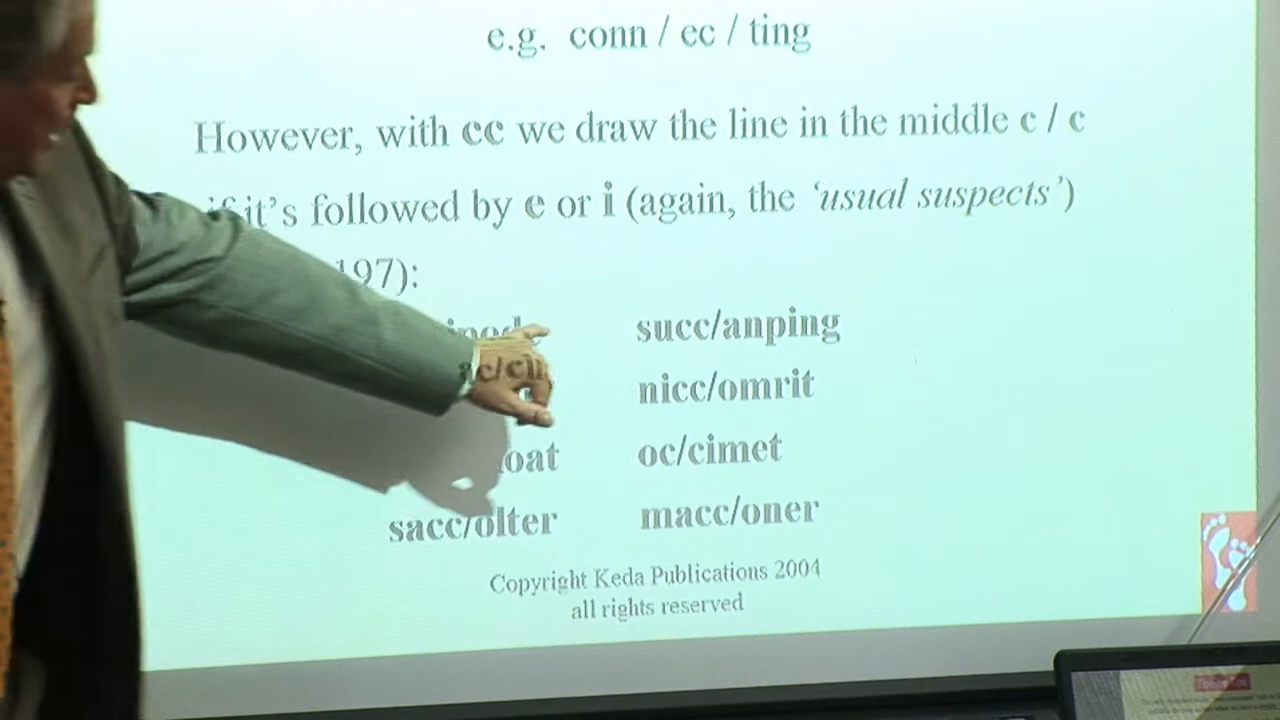 e.g. conn / ec / ting
However, with cc we draw the line in the middle c / c
if it's followed by e or i (again, the ‘usual suspects’)
197):
succ/anping
nicc/omrit
oat oc/cimet
sacc/olter macc/oner
Copyright Keda Publications 2004
all rights reserved